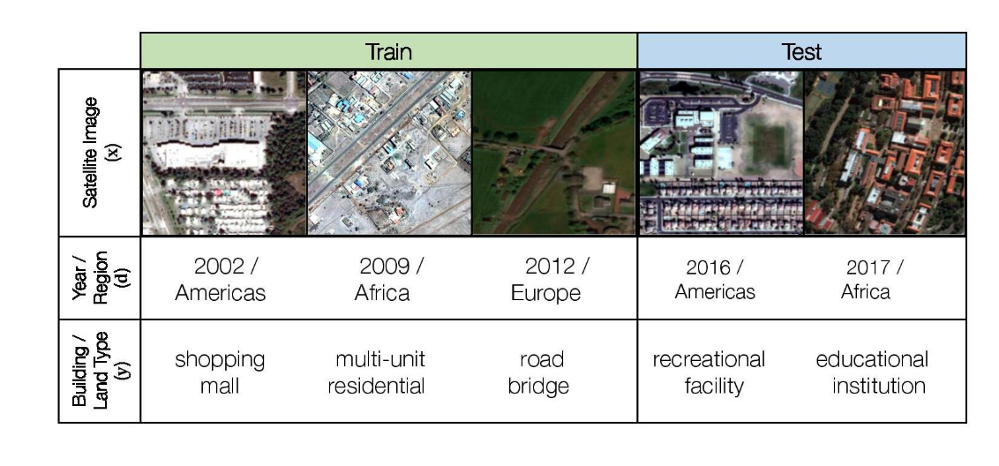 Train
Test
Satellite Image
(x)
Year /
Region
(d)
2002 /
Americas
2009 /
Africa
2012 /
Europe
2016 /
Americas
2017 /
Africa
Building /
Land Type
(y)
shopping
mall
multi-unit
residential
road
bridge
recreational
facility
educational
institution